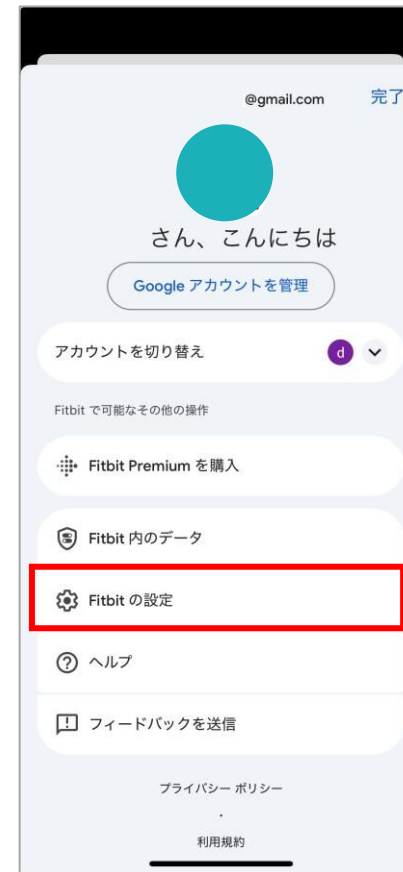 @gmail.com 完了
さん、こんにちは
Google アカウントを管理
アカウントを切り替え d
Fitbit で可能なその他の操作
Fitbit Premium を購入
Fitbit 内のデータ
Fitbit の設定
ヘルプ
フィードバックを送信
プライバシー ポリシー
·
利用規約